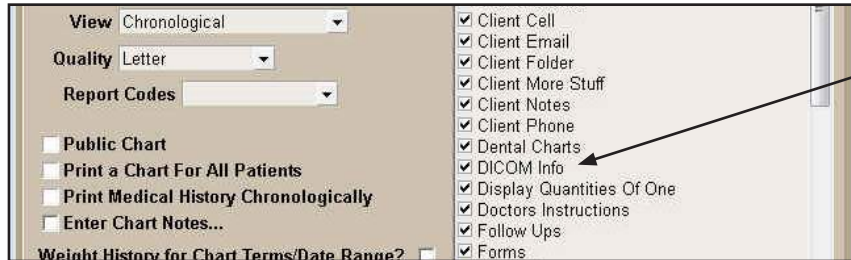 View Chronological
Quality Letter
Report Codes
Public Chart
Print a Chart For All Patients
Print Medical History Chronologically
Enter Chart Notes...
Weight History for Chart Terms/Date Range?
Client Cell
Client Email
Client Folder
Client More Stuff
Client Notes
Client Phone
Dental Charts
DICOM Info
Display Quantities Of One
Doctors Instructions
Follow Ups
Forms